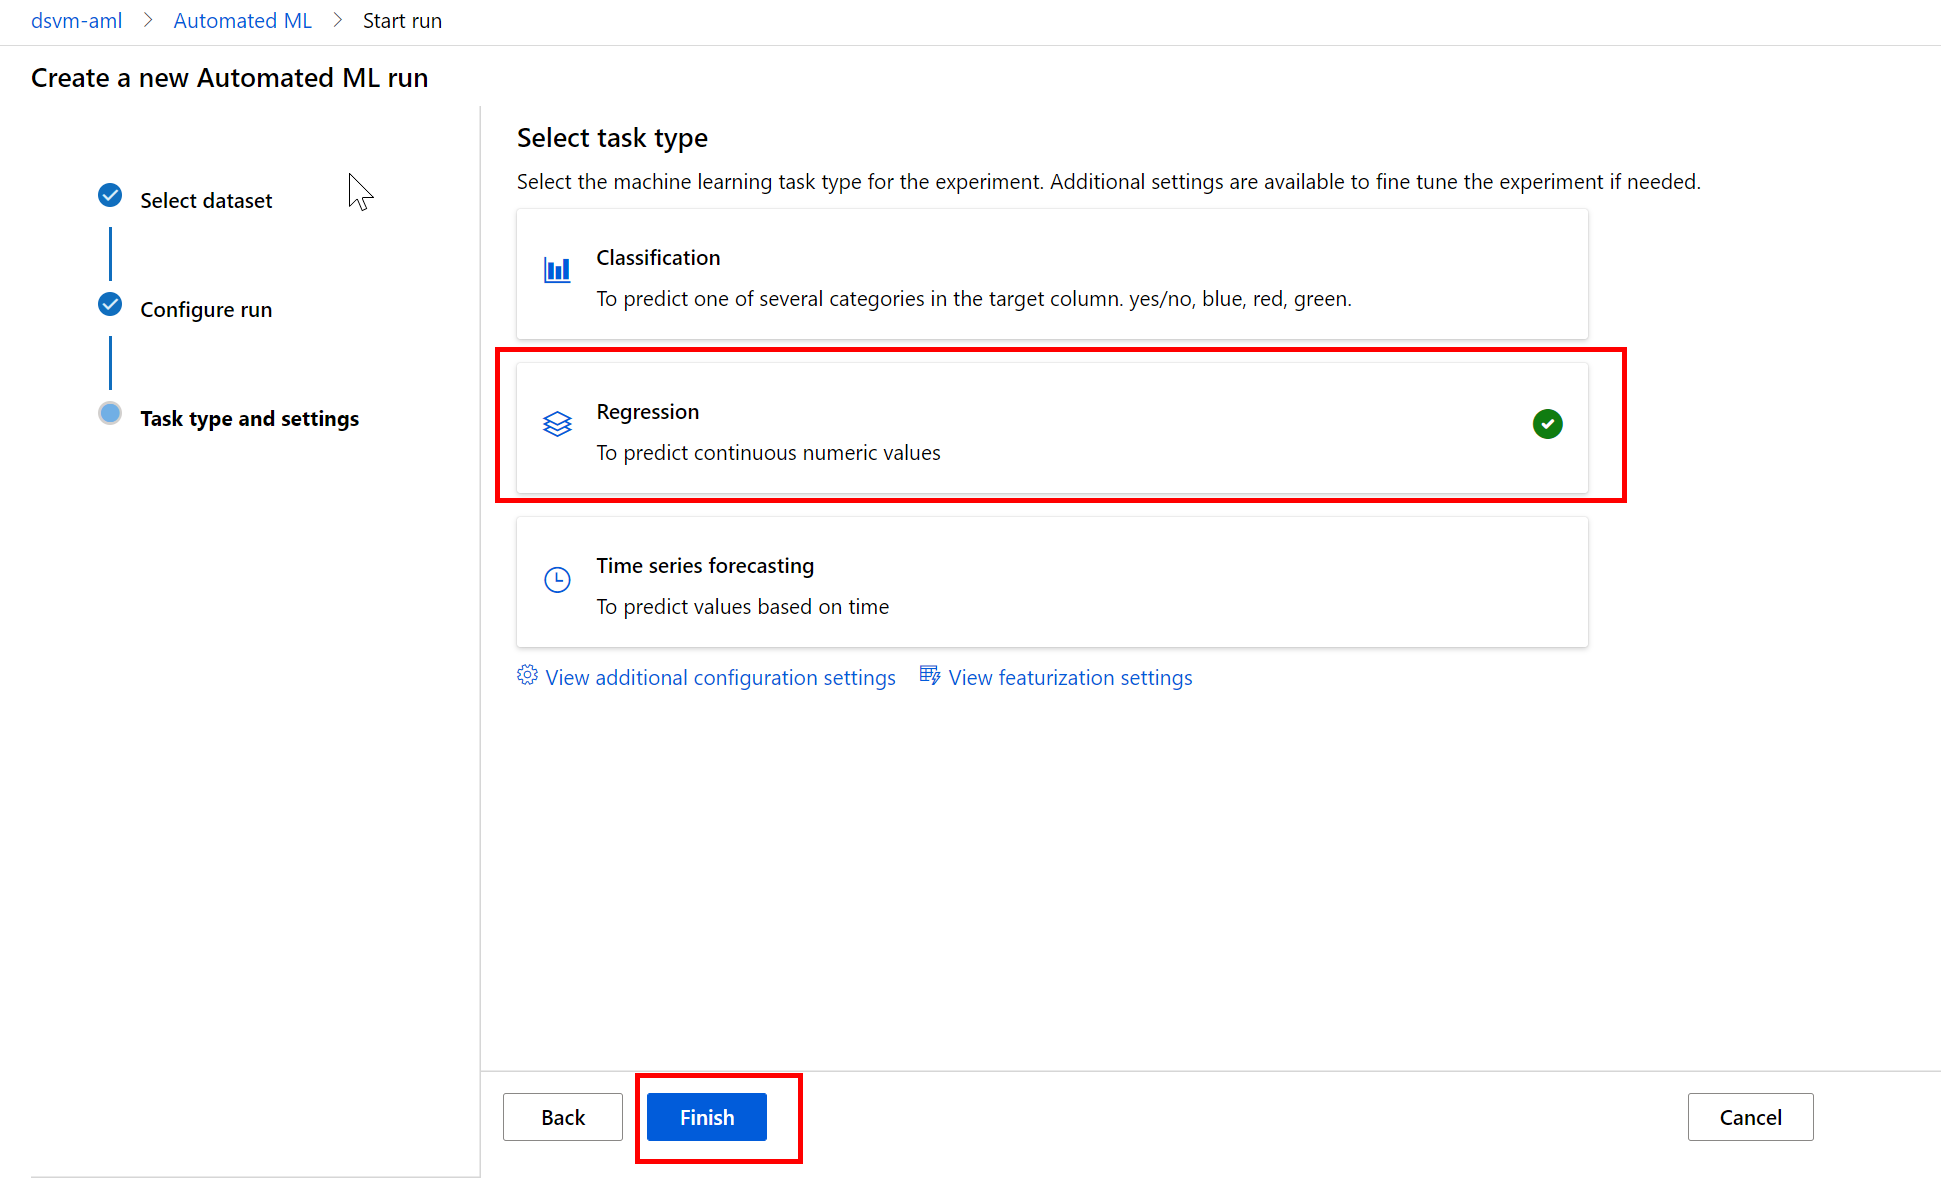 dsvm-aml > Automated ML > Start run
Create a new Automated ML run
Select dataset
Configure run
Task type and settings
Select task type
Select the machine learning task type for the experiment. Additional settings are available to fine tune the experiment if needed.
Classification
To predict one of several categories in the target column. yes/no, blue, red, green.
Regression
To predict continuous numeric values
Time series forecasting
To predict values based on time
View additional configuration settings View featurization settings
Back Finish Cancel